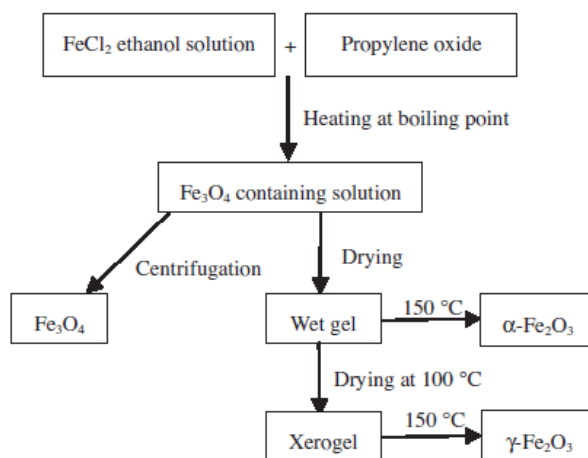 FeCl₂ ethanol solution + Propylene oxide
Heating at boiling point
Fe₃O₄ containing solution
Centrifugation
Drying
Fe₃O₄
Wet gel
150 °C
α-Fe₂O₃
Drying at 100 °C
Xerogel
150 °C
γ-Fe₂O₃